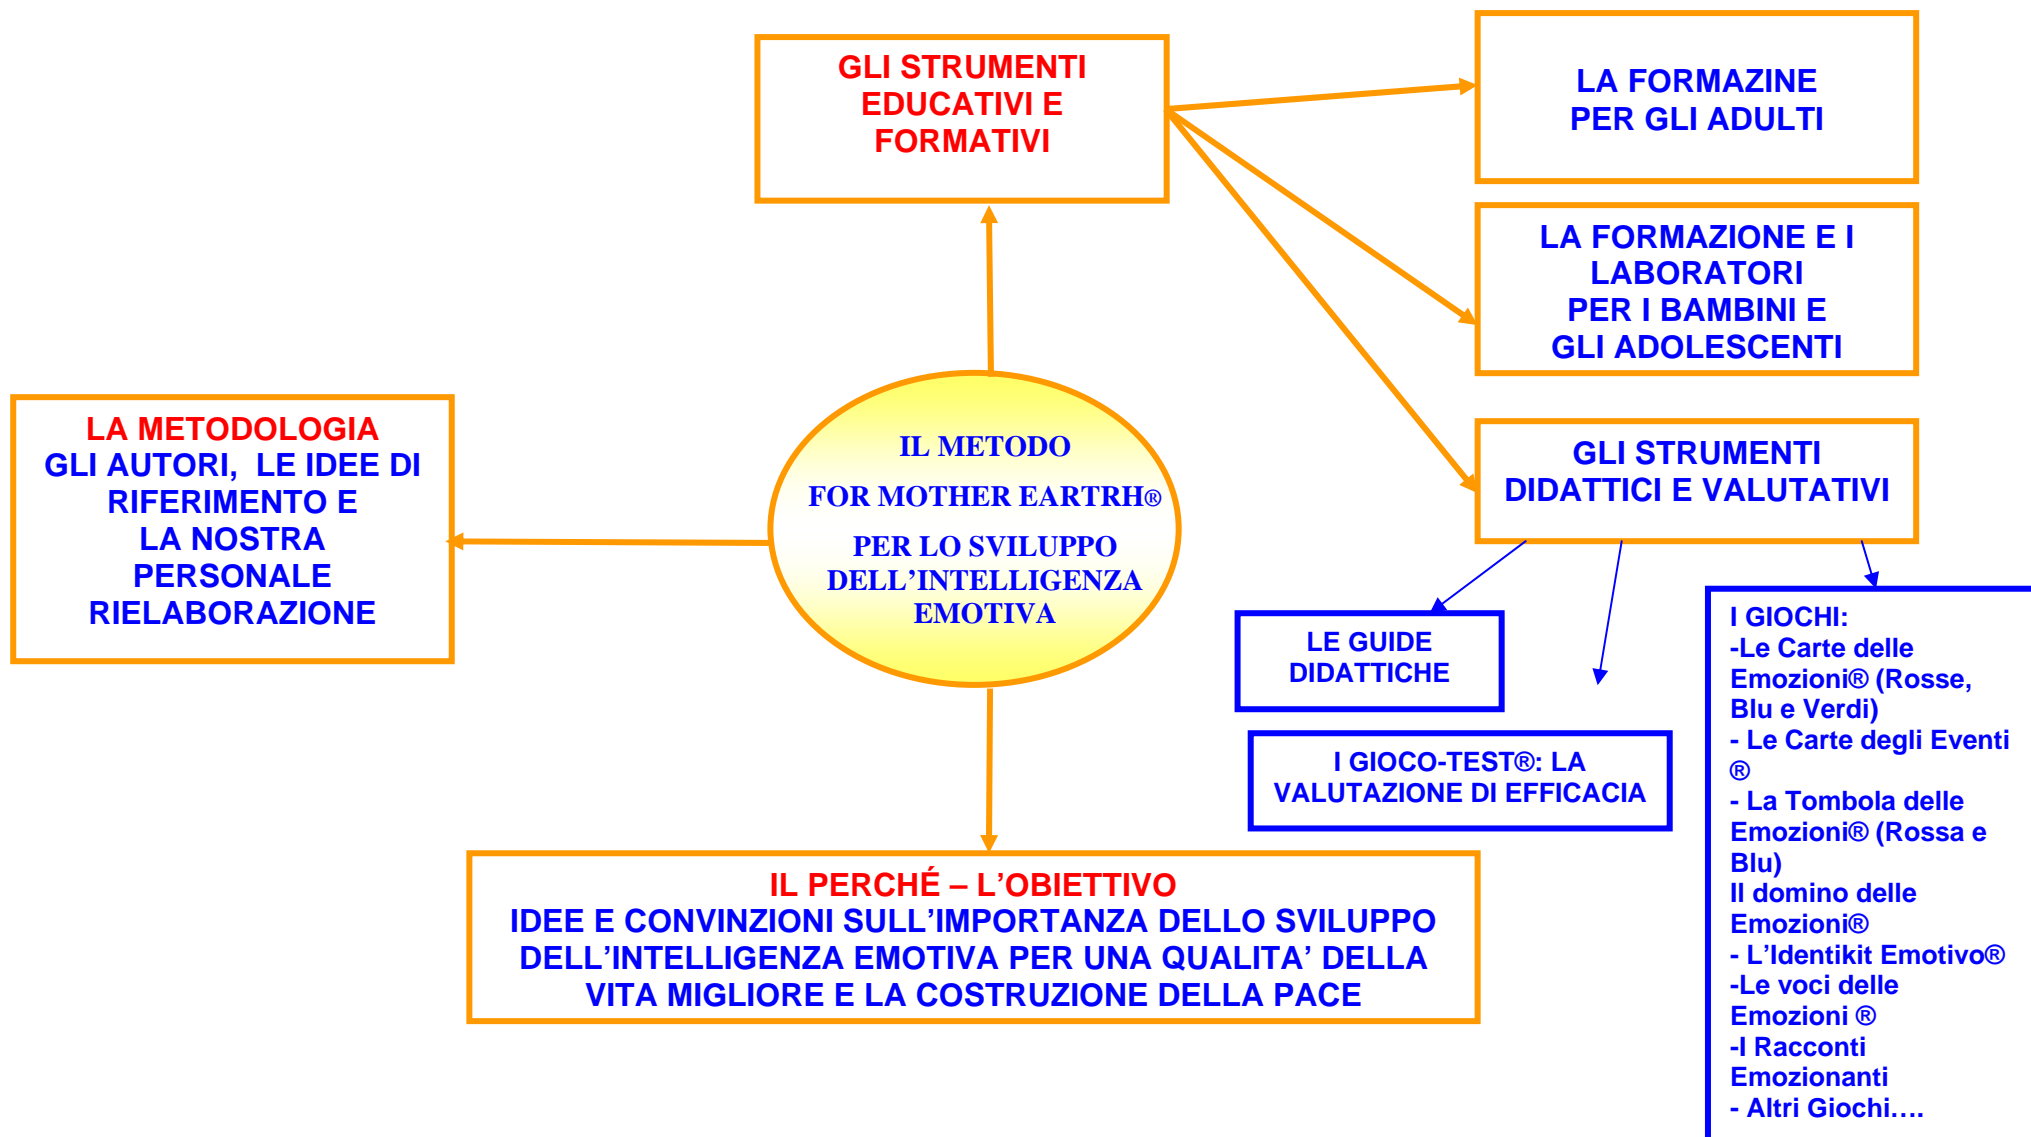 GLI STRUMENTI
EDUCATIVI E
FORMATIVI
LA FORMAZINE
PER GLI ADULTI
LA FORMAZIONE E I
LABORATORI
PER I BAMBINI E
GLI ADOLESCENTI
LA METODOLOGIA
GLI AUTORI,  LE IDEE DI
RIFERIMENTO E
LA NOSTRA
PERSONALE
RIELABORAZIONE
IL METODO
FOR MOTHER EARTRH®
PER LO SVILUPPO
DELL’INTELLIGENZA
EMOTIVA
GLI STRUMENTI
DIDATTICI E VALUTATIVI
LE GUIDE
DIDATTICHE
I GIOCO-TEST®: LA
VALUTAZIONE DI EFFICACIA
I GIOCHI:
-Le Carte delle
Emozioni® (Rosse,
Blu e Verdi)
- Le Carte degli Eventi
®
- La Tombola delle
Emozioni® (Rossa e
Blu)
Il domino delle
Emozioni®
- L’Identikit Emotivo®
-Le voci delle
Emozioni ®
-I Racconti
Emozionanti
- Altri Giochi….
IL PERCHÉ – L’OBIETTIVO
IDEE E CONVINZIONI SULL’IMPORTANZA DELLO SVILUPPO
DELL’INTELLIGENZA EMOTIVA PER UNA QUALITA’ DELLA
VITA MIGLIORE E LA COSTRUZIONE DELLA PACE